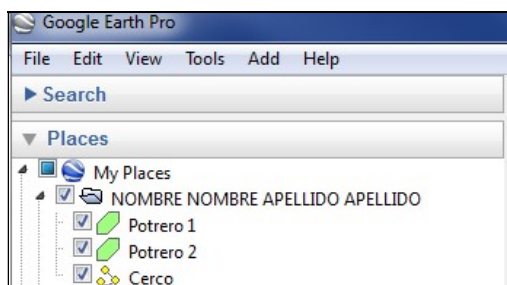 Google Earth Pro
File Edit View Tools Add Help
Search
Places
My Places
NOMBRE NOMBRE APELLIDO APELLIDO
Potrero 1
Potrero 2
Cerco